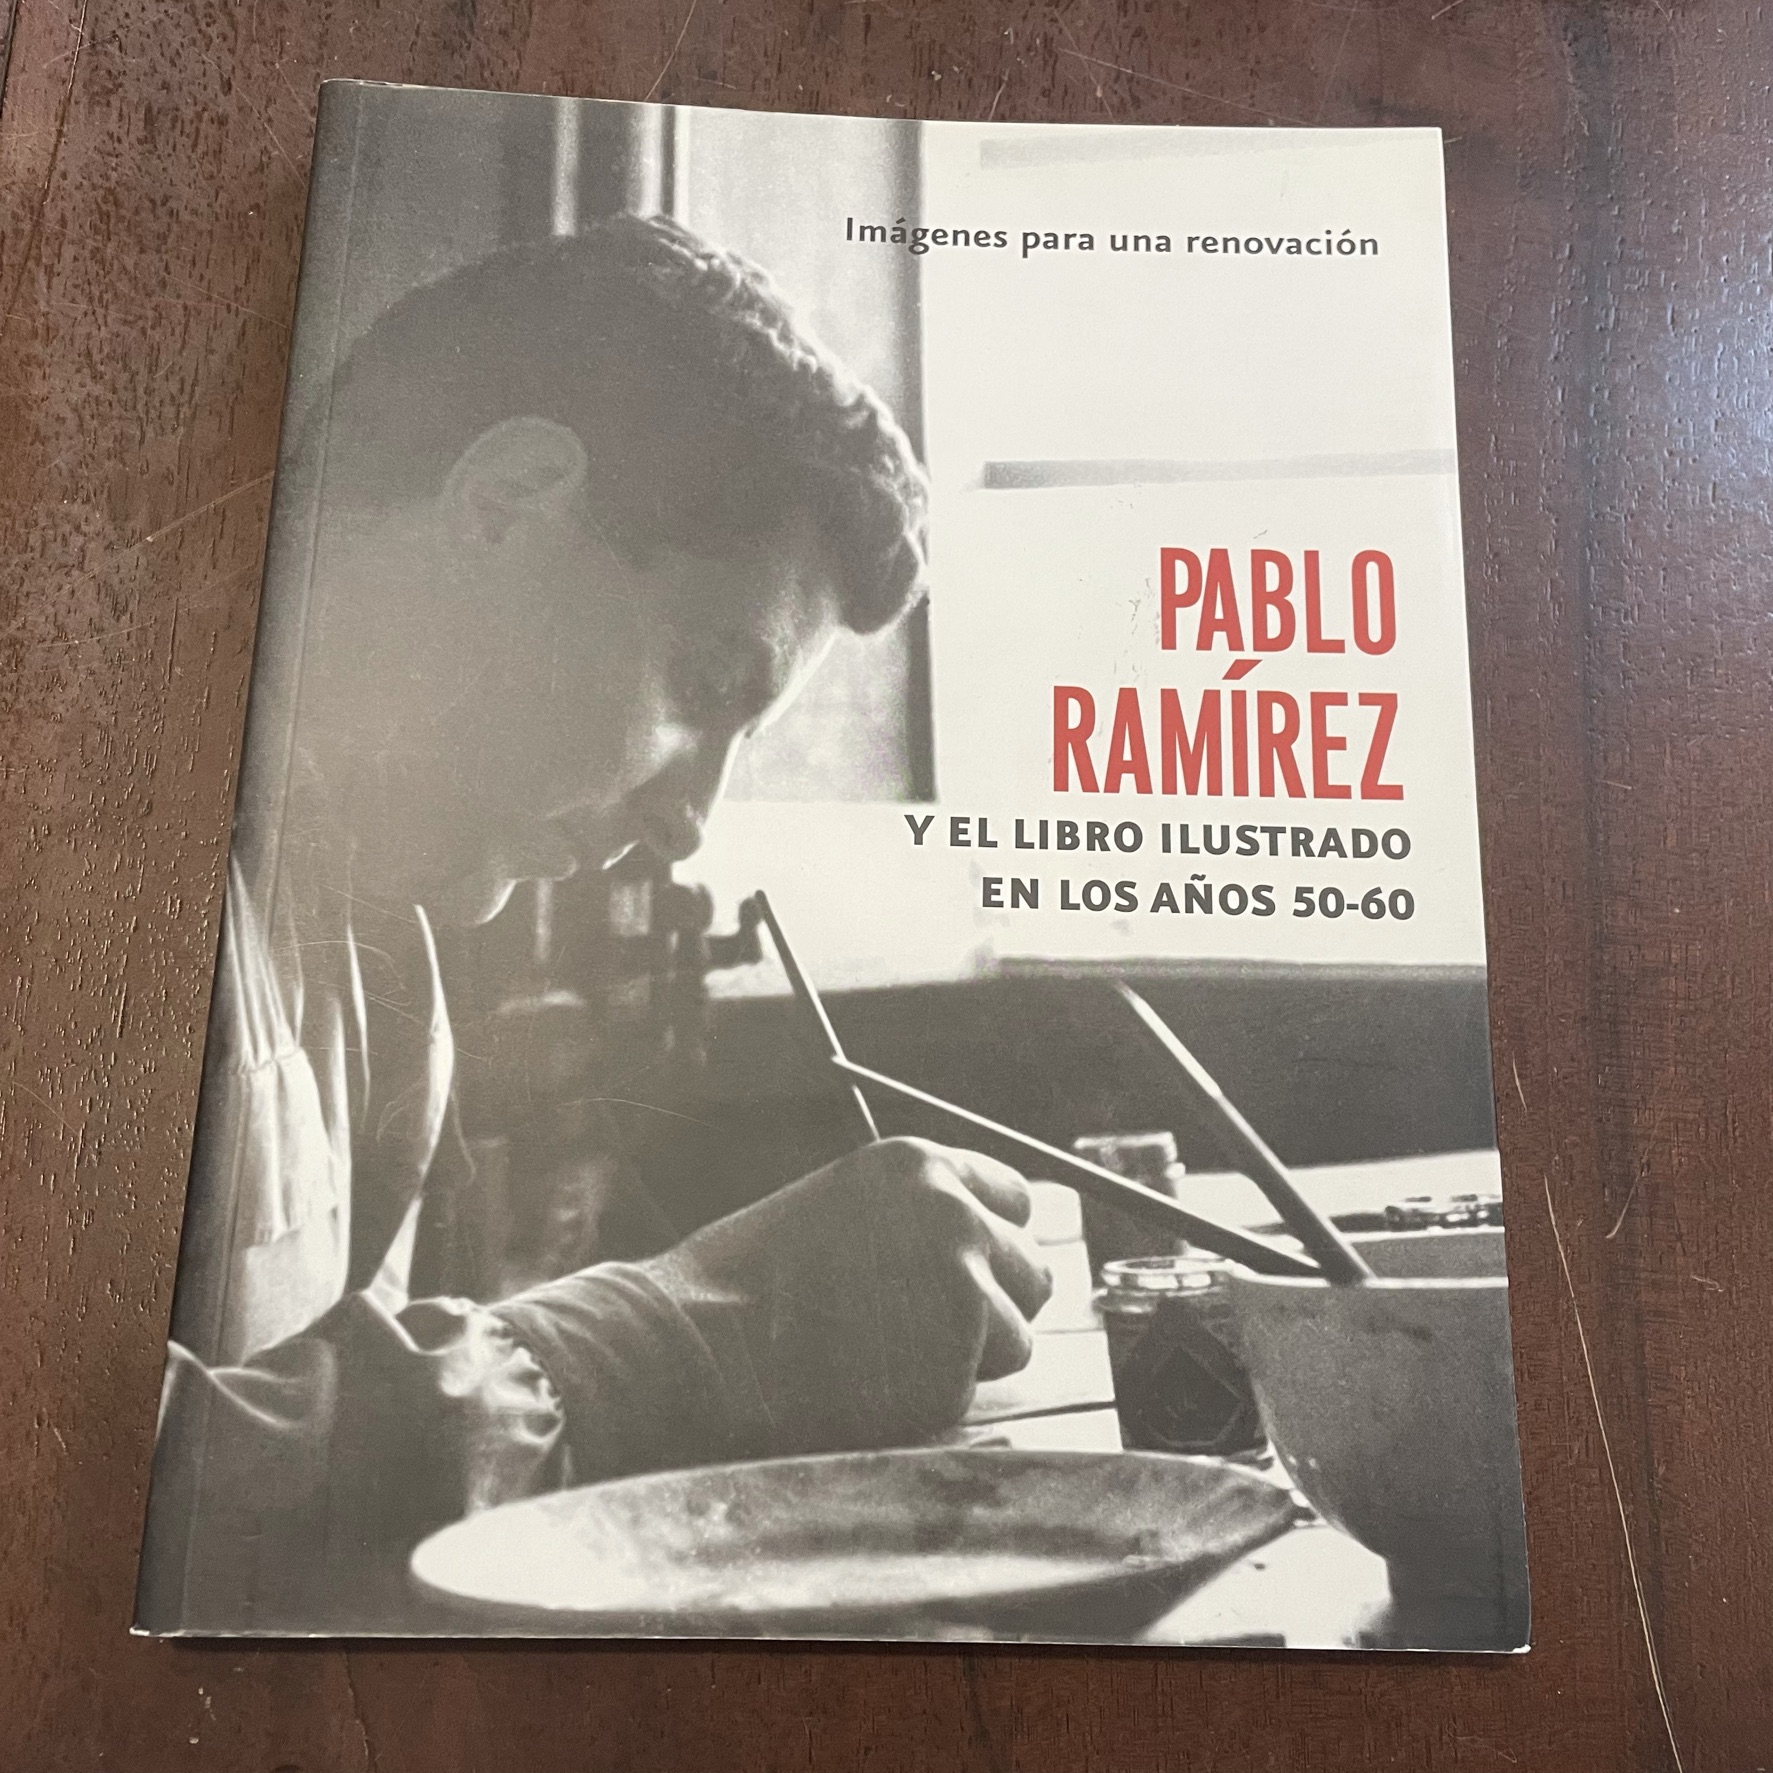 Imágenes para una renovación
PABLO
RAMÍREZ
Y EL LIBRO ILUSTRADO
EN LOS AÑOS 50-60